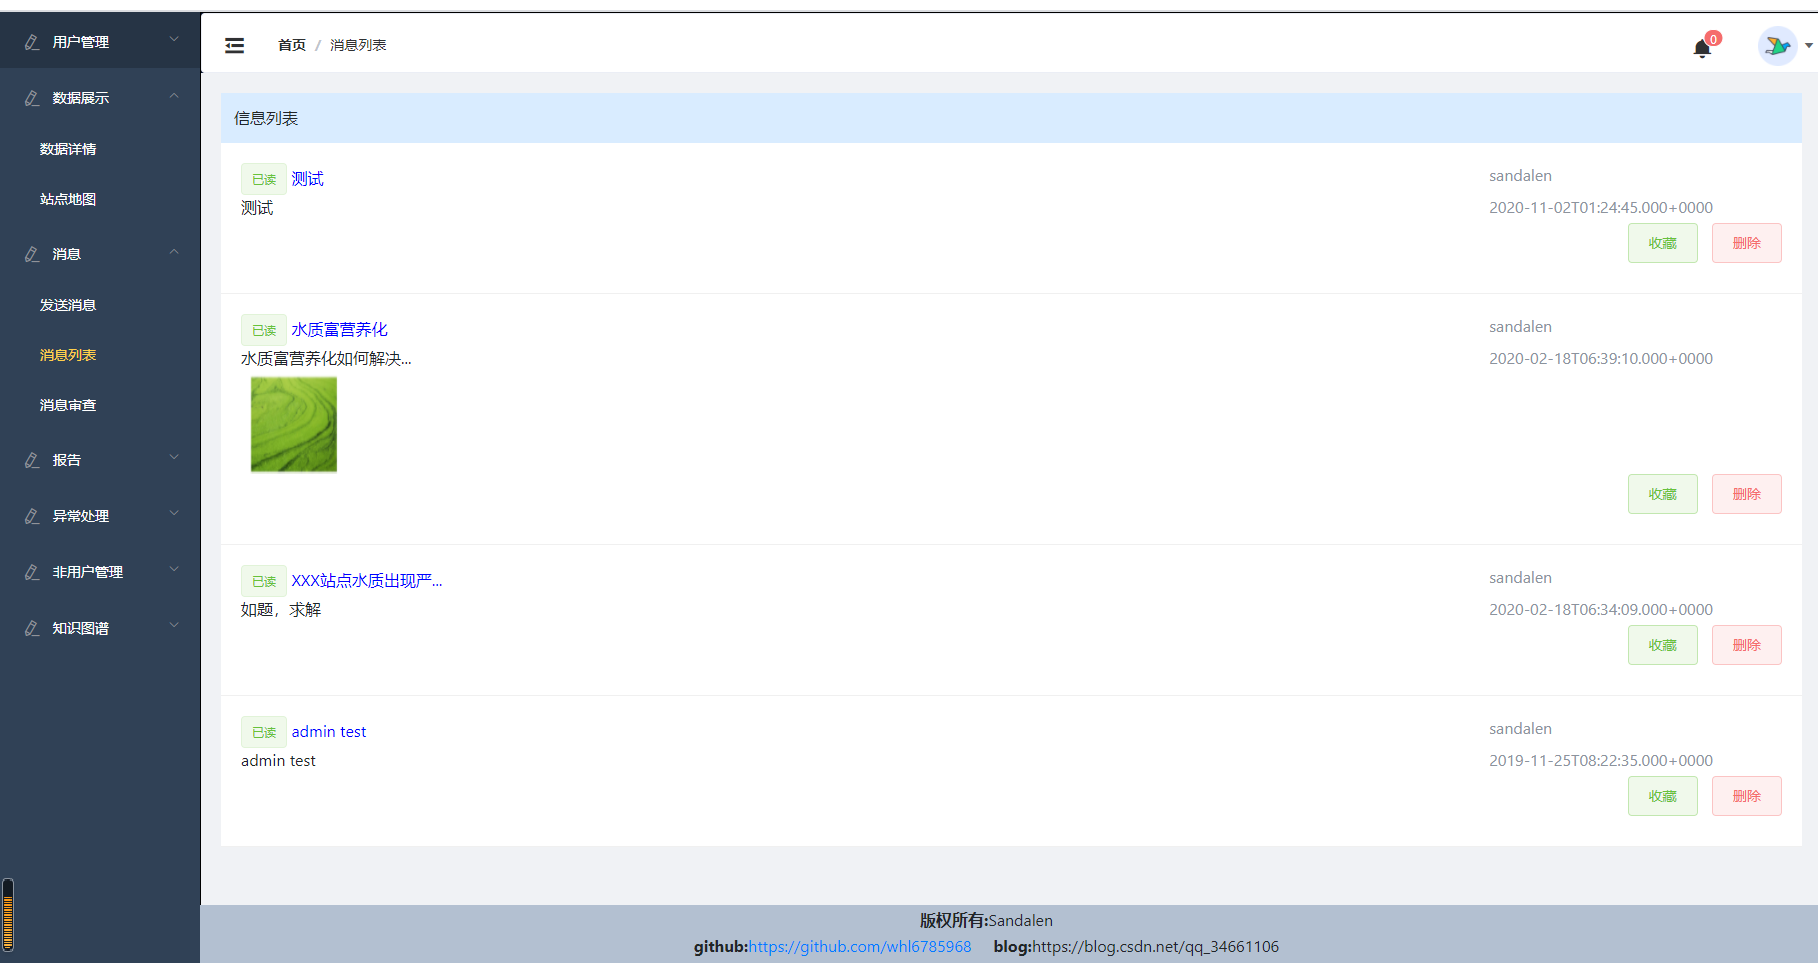 用户管理
数据展示
数据详情
站点地图
消息
发送消息
消息列表
消息审查
报告
异常处理
非用户管理
知识图谱
首页 / 消息列表
0
信息列表
已读 测试
测试
sandalen
2020-11-02T01:24:45.000+0000
收藏 删除
已读 水质富营养化
水质富营养化如何解决...
sandalen
2020-02-18T06:39:10.000+0000
收藏 删除
已读 XXX站点水质出现严...
如题，求解
sandalen
2020-02-18T06:34:09.000+0000
收藏 删除
已读 admin test
admin test
sandalen
2019-11-25T08:22:35.000+0000
收藏 删除
版权所有:Sandalen
github:https://github.com/whl6785968 blog:https://blog.csdn.net/qq_34661106